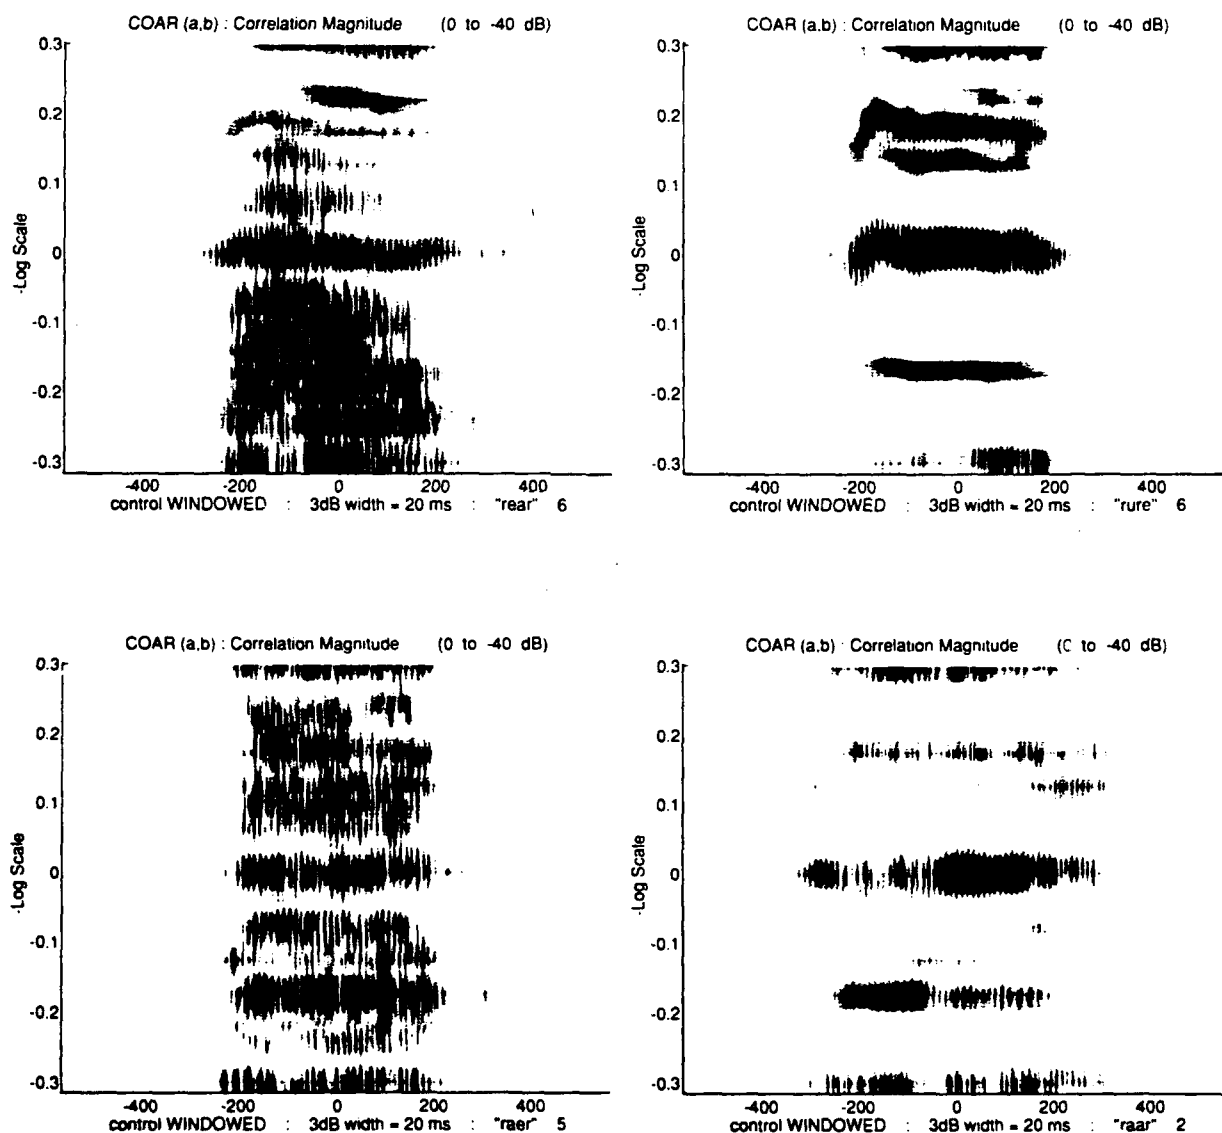 COAR (a,b) : Correlation Magnitude (0 to -40 dB)
0.3
0.2
0.1
0
-0.1
-0.2
-0.3
-Log Scale
-400 -200 0 200 400
control WINDOWED : 3dB width = 20 ms : "rear" 6
COAR (a.b) : Correlation Magnitude (0 to -40 dB)
0.3
0.2
0.1
0
-0.1
-0.2
-0.3
-Log Scale
-400 -200 0 200 400
control WINDOWED : 3dB width = 20 ms : "rure" 6
COAR (a,b) : Correlation Magnitude (0 to -40 dB)
0.3
0.2
0.1
0
-0.1
-0.2
-0.3
-Log Scale
-400 -200 0 200 400
control WINDOWED : 3dB width = 20 ms : "raer" 5
COAR (a,b) : Correlation Magnitude (0 to -40 dB)
0.3
0.2
0.1
0
-0.1
-0.2
-0.3
-Log Scale
-400 -200 0 200 400
control WINDOWED : 3dB width = 20 ms : "raar" 2